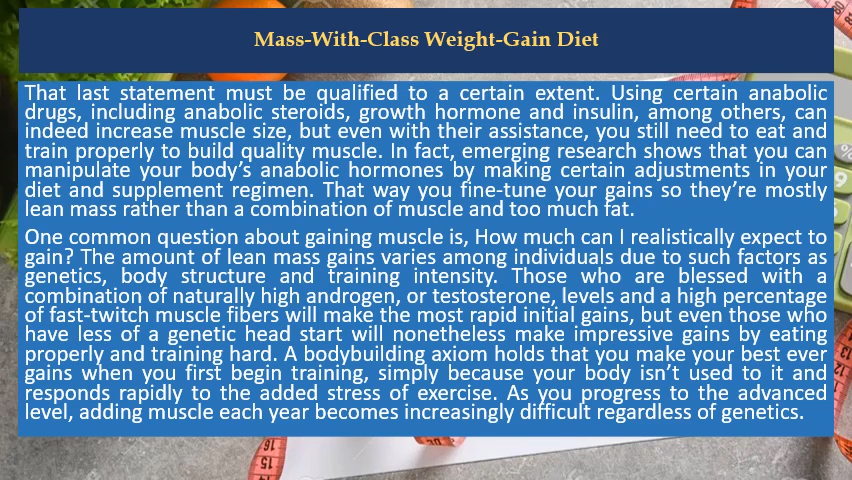 Mass-With-Class Weight-Gain Diet
That last statement must be qualified to a certain extent. Using certain anabolic
drugs, including anabolic steroids, growth hormone and insulin, among others, can
indeed increase muscle size, but even with their assistance, you still need to eat and
train properly to build quality muscle. In fact, emerging research shows that you can
manipulate your body's anabolic hormones by making certain adjustments in your
diet and supplement regimen. That way you fine-tune your gains so they're mostly
lean mass rather than a combination of muscle and too much fat.
One common question about gaining muscle is, How much can I realistically expect to
gain? The amount of lean mass gains varies among individuals due to such factors as
genetics, body structure and training intensity. Those who are blessed with a
combination of naturally high androgen, or testosterone, levels and a high percentage
of fast-twitch muscle fibers will make the most rapid initial gains, but even those who
have less of a genetic head start will nonetheless make impressive gains by eating
properly and training hard. A bodybuilding axiom holds that you make your best ever
gains when you first begin training, simply because your body isn't used to it and
responds rapidly to the added stress of exercise. As you progress to the advanced
level, adding muscle each year becomes increasingly difficult regardless of genetics.
80
81
%
9
16
15